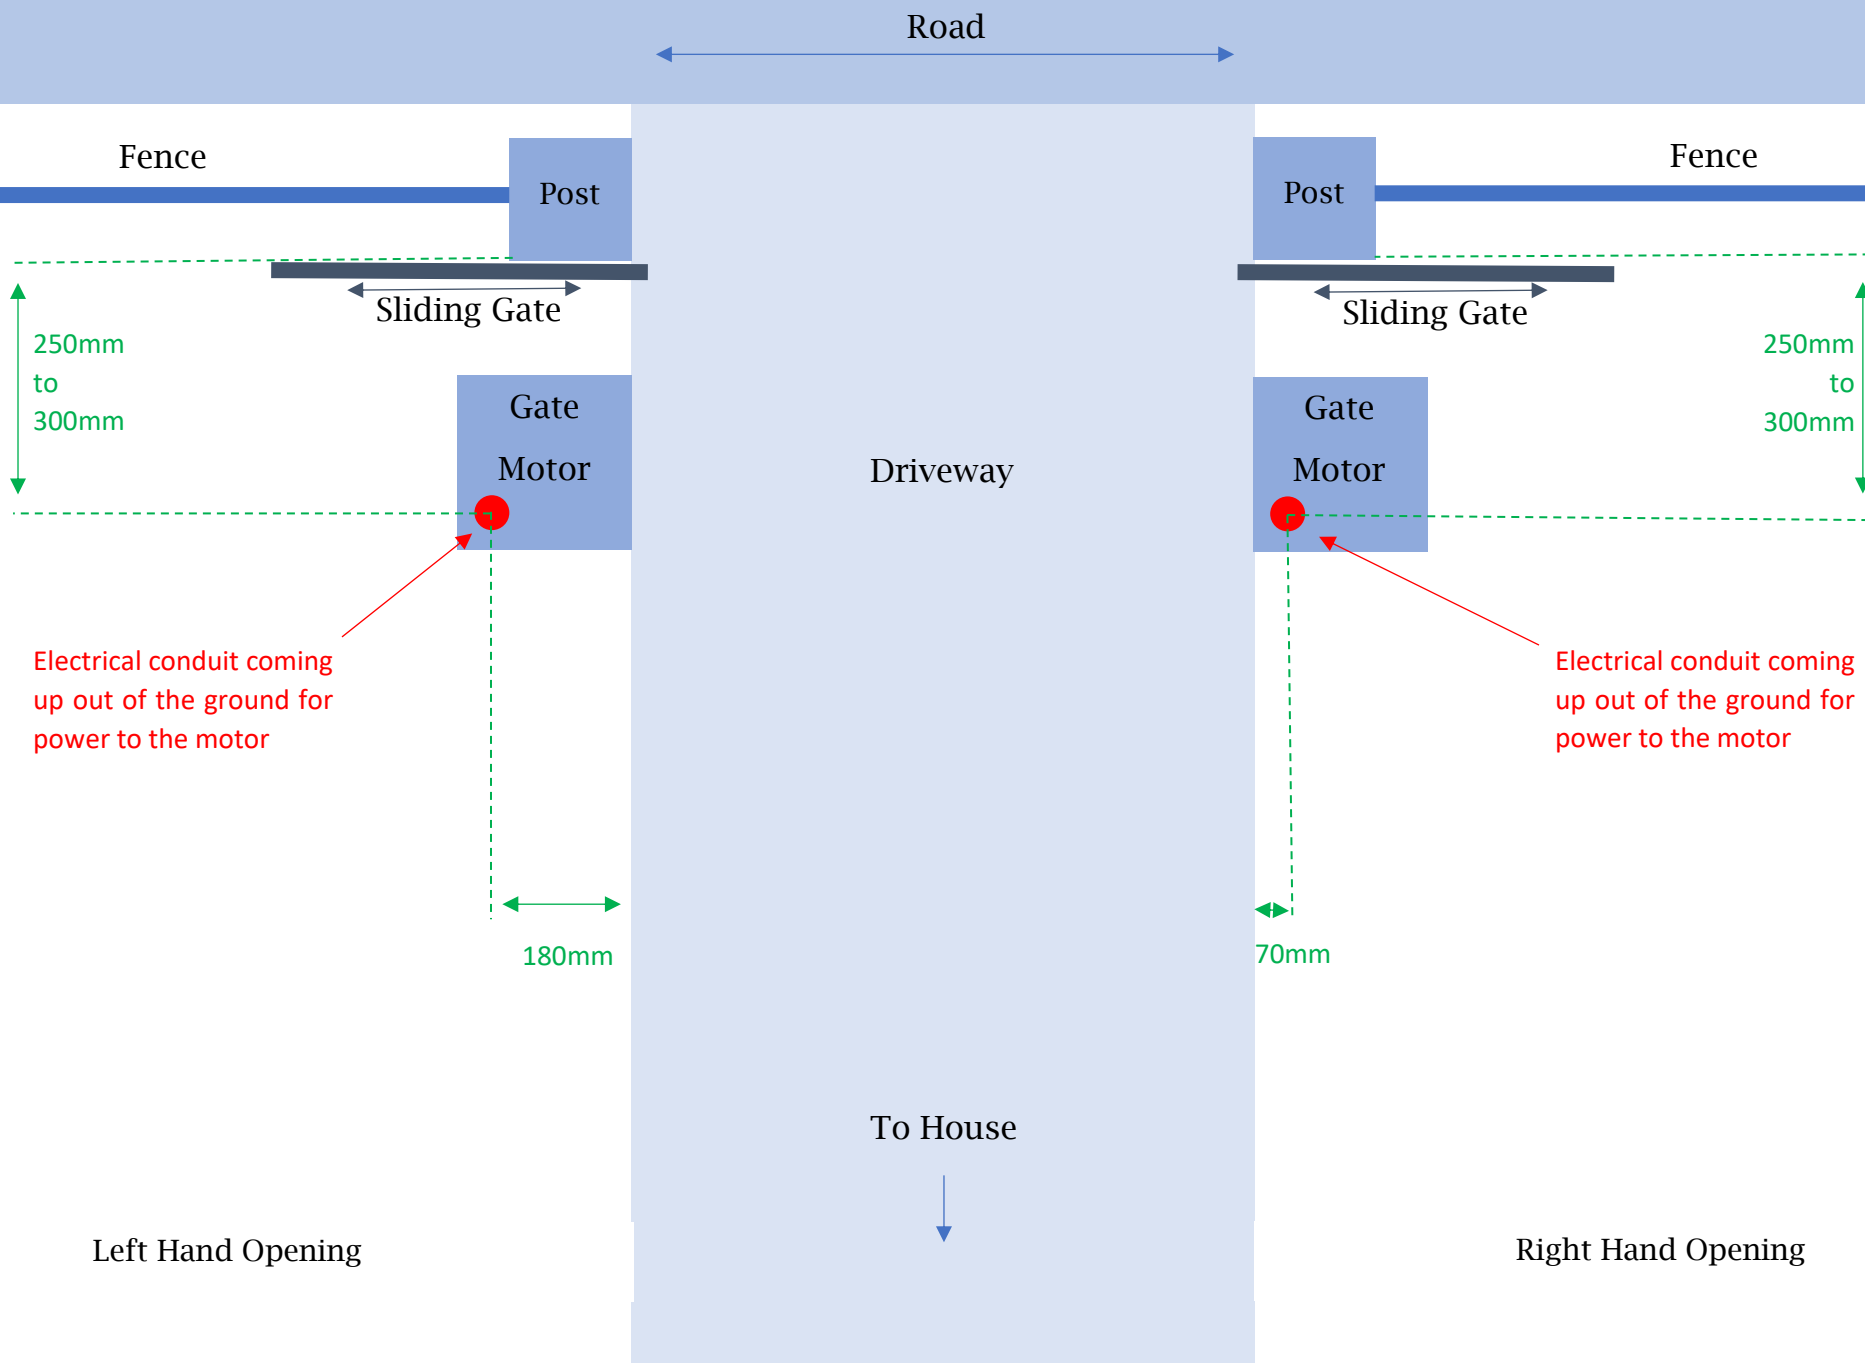 Road
Fence
Post
Post
Fence
Sliding Gate
Sliding Gate
250mm
to
300mm
250mm
to
300mm
Gate
Motor
Driveway
Gate
Motor
Electrical conduit coming
up out of the ground for
power to the motor
Electrical conduit coming
up out of the ground for
power to the motor
180mm
70mm
To House
Left Hand Opening
Right Hand Opening